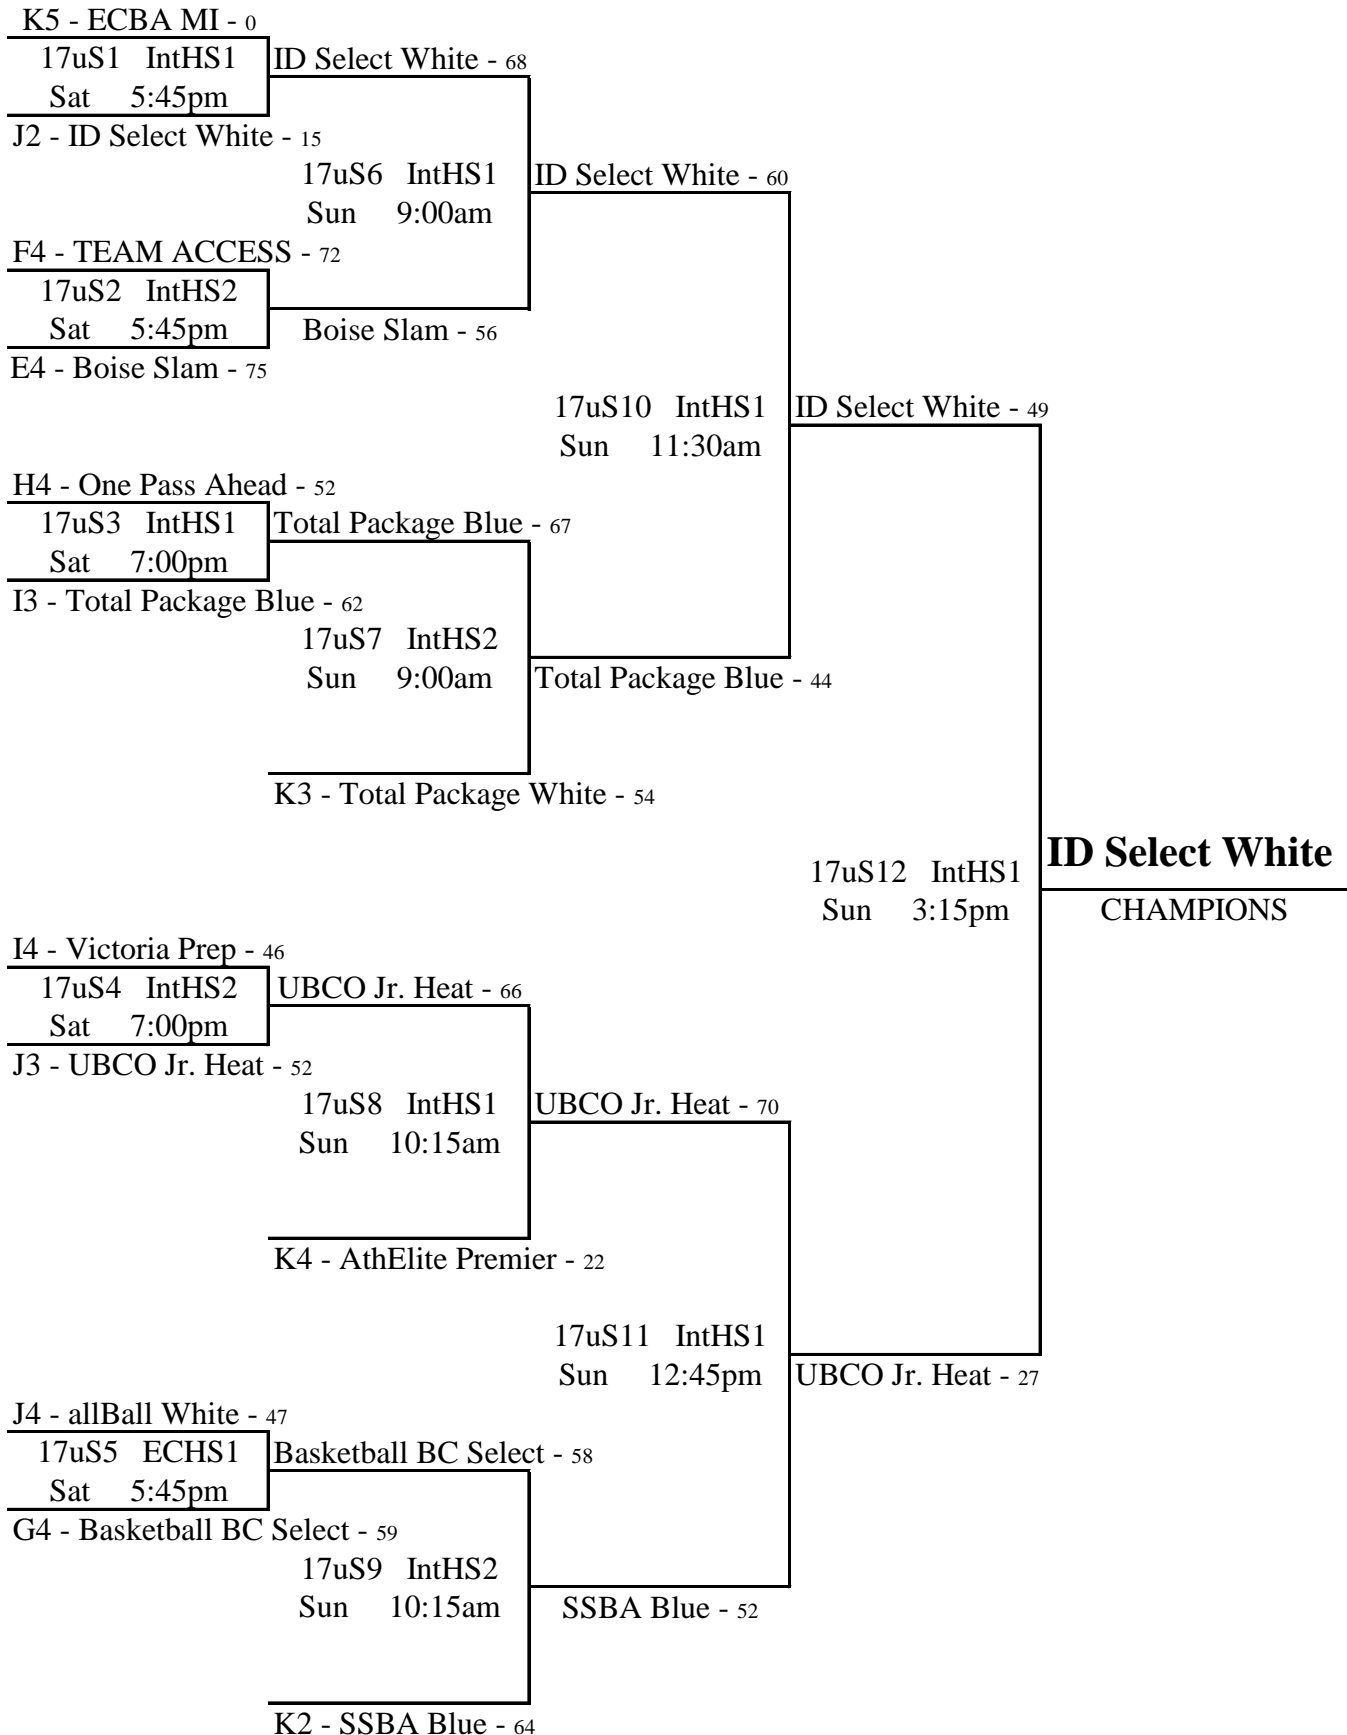 K5 - ECBA MI - 0
17uS1 IntHS1
ID Select White - 68
Sat 5:45pm
J2 - ID Select White - 15
17uS6 IntHS1
ID Select White - 60
Sun 9:00am
F4 - TEAM ACCESS - 72
17uS2 IntHS2
Sat 5:45pm
Boise Slam - 56
E4 - Boise Slam - 75
17uS10 IntHS1
ID Select White - 49
Sun 11:30am
H4 - One Pass Ahead - 52
17uS3 IntHS1
Total Package Blue - 67
Sat 7:00pm
I3 - Total Package Blue - 62
17uS7 IntHS2
Sun 9:00am
Total Package Blue - 44
K3 - Total Package White - 54
ID Select White
17uS12 IntHS1
Sun 3:15pm
CHAMPIONS
I4 - Victoria Prep - 46
17uS4 IntHS2
UBCO Jr. Heat - 66
Sat 7:00pm
J3 - UBCO Jr. Heat - 52
17uS8 IntHS1
UBCO Jr. Heat - 70
Sun 10:15am
K4 - AthElite Premier - 22
17uS11 IntHS1
Sun 12:45pm
UBCO Jr. Heat - 27
J4 - allBall White - 47
17uS5 ECHS1
Basketball BC Select - 58
Sat 5:45pm
G4 - Basketball BC Select - 59
17uS9 IntHS2
Sun 10:15am
SSBA Blue - 52
K2 - SSBA Blue - 64